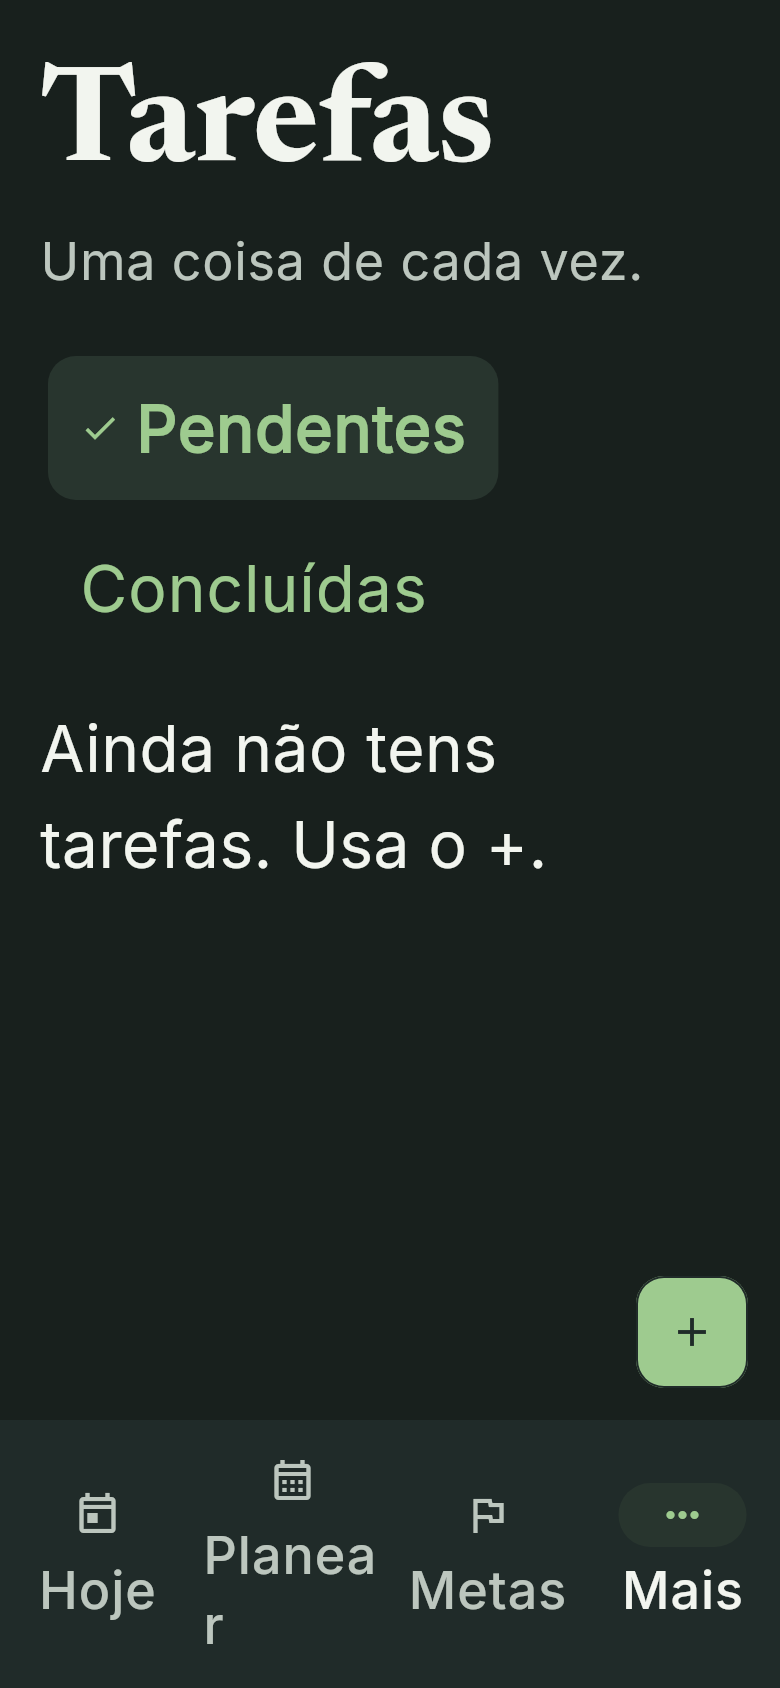 Tarefas
Uma coisa de cada vez.
Pendentes
Concluídas
Ainda não tens
tarefas. Usa o +.
Hoje
Planea
r
Metas
Mais